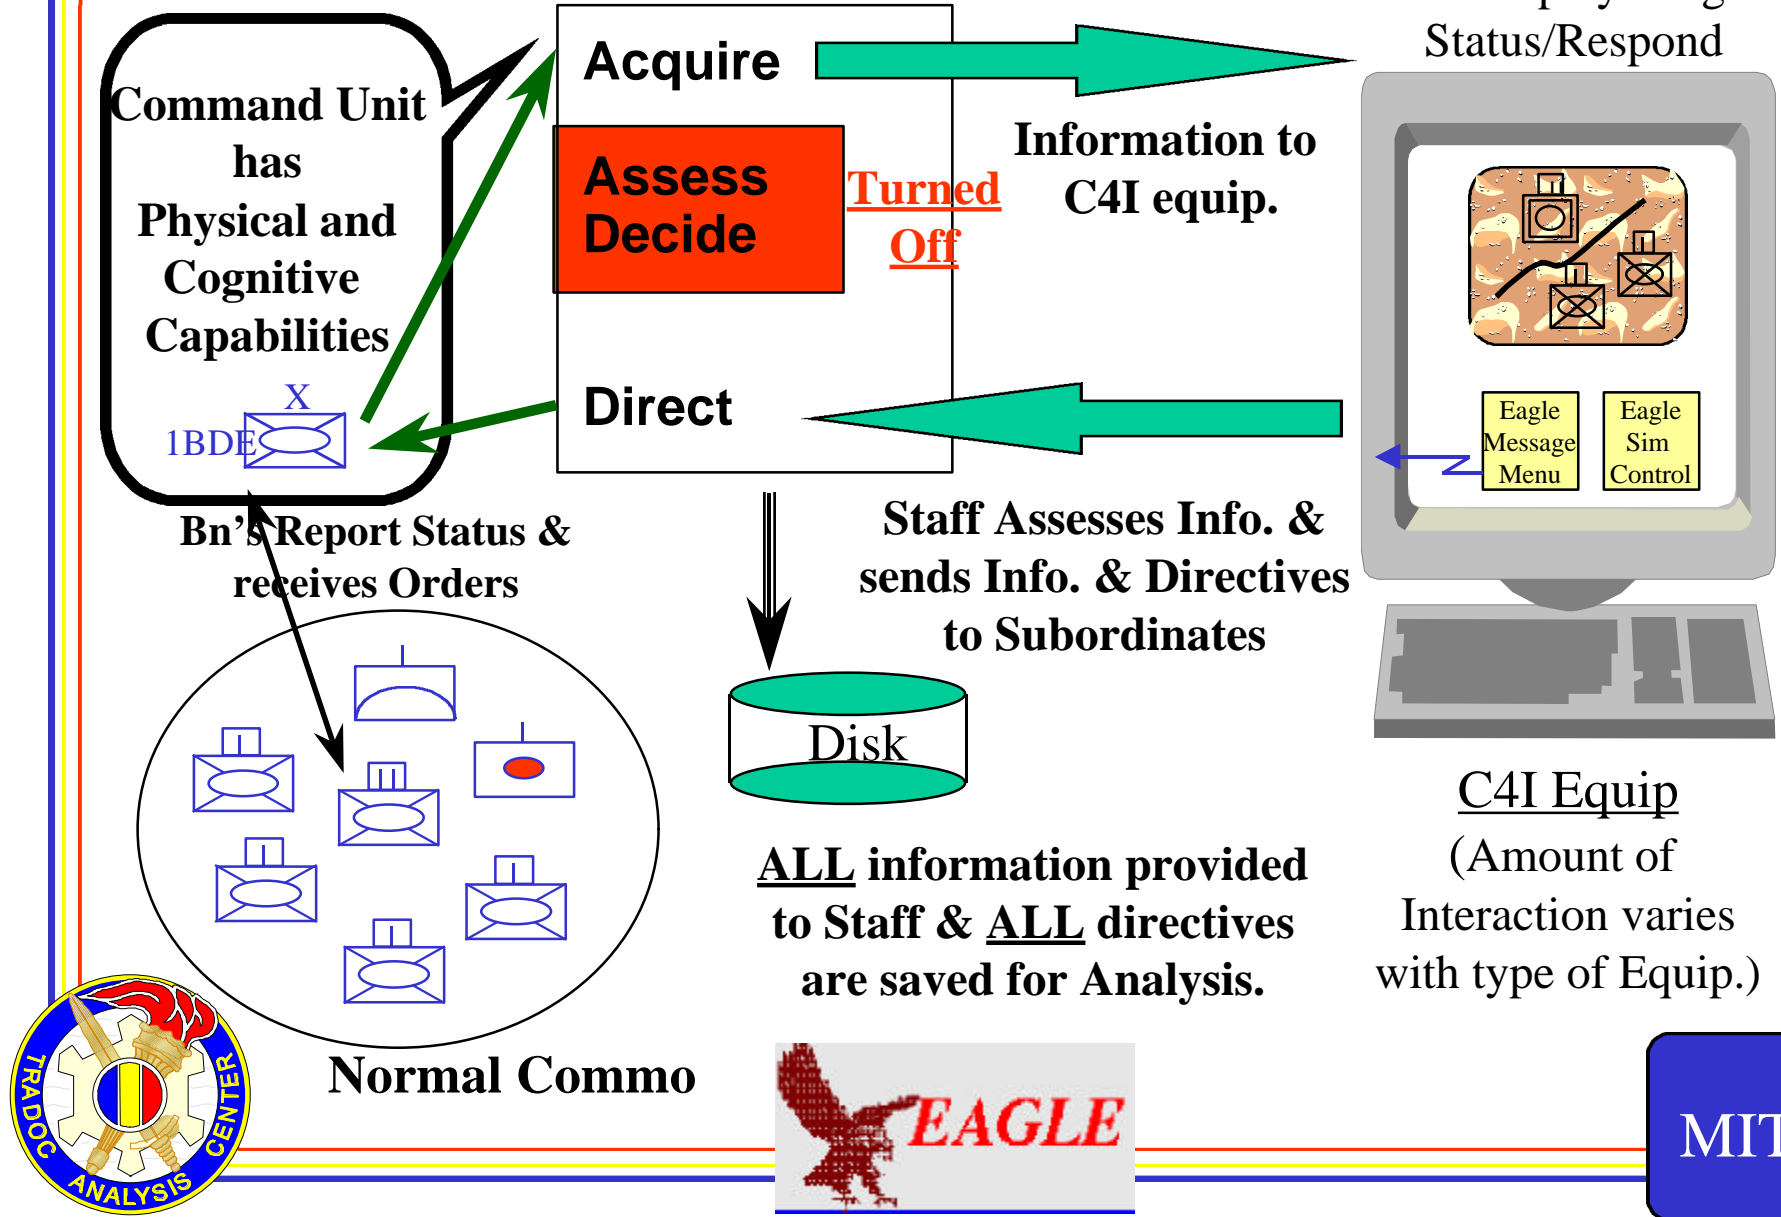 Status/Respond
Command Unit
has
Physical and
Cognitive
Capabilities
X
1BDE
Acquire
Assess
Decide
Turned
Off
Direct
Information to
C4I equip.
Eagle
Message
Menu
Eagle
Sim
Control
Bn's Report Status &
receives Orders
Staff Assesses Info. &
sends Info. & Directives
to Subordinates
Disk
C4I Equip
(Amount of
Interaction varies
with type of Equip.)
ALL information provided
to Staff & ALL directives
are saved for Analysis.
Normal Commo
TRADOC
ANALYSIS
CENTER
EAGLE